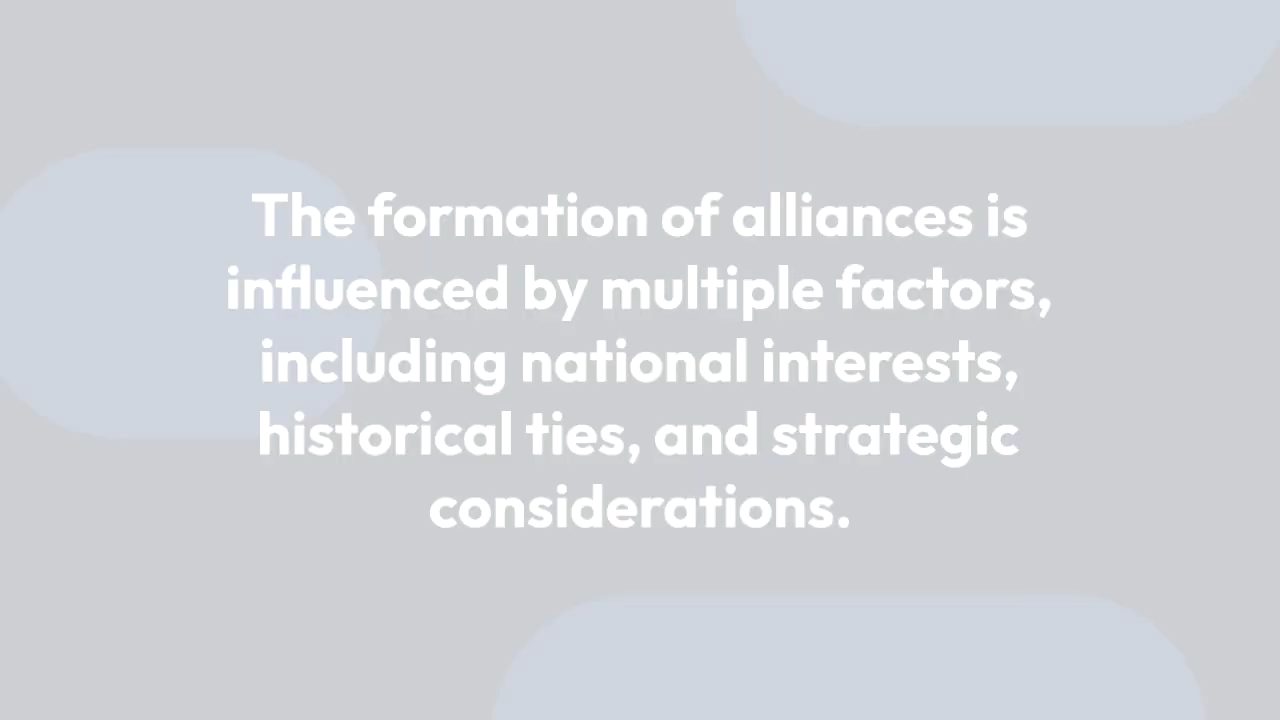 The formation of alliances is
influenced by multiple factors,
including national interests,
historical ties, and strategic
considerations.